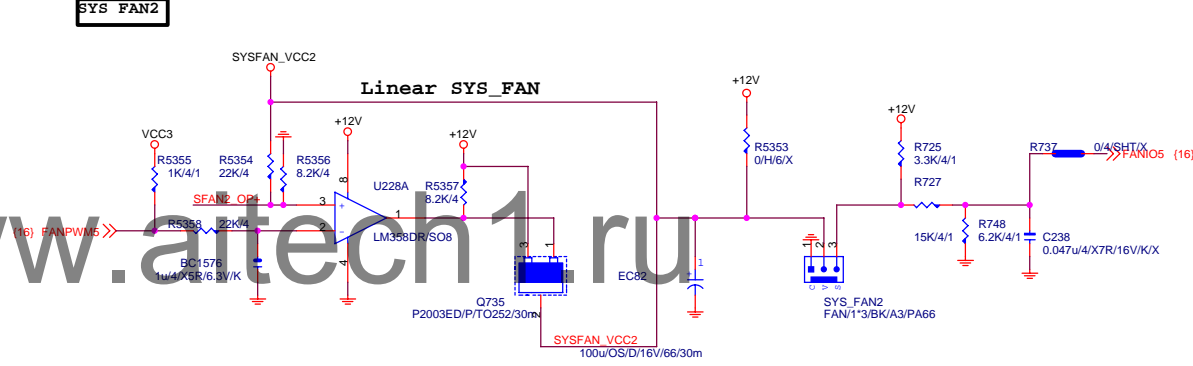 SYS FAN2
SYSFAN_VCC2
Linear SYS_FAN
+12V
+12V
+12V
+12V
VCC3
R5355
1K/4/1
R5354
22K/4
R5356
8.2K/4
R5353
0/H/6/X
R725
3.3K/4/1
R737
0/4/SHT/X
FANIO5 {16}
8
U228A
R5357
8.2K/4
R727
SFAN2_OP+
3
+
1
2
-
LM358DR/SO8
4
{16} FANPWM5
R5358
22K/4
15K/4/1
R748
6.2K/4/1
C238
0.047u/4/X7R/16V/K/X
www.aitech1.ru
BC1576
1u/4/X5R/6.3V/K
3
1
EC82
1
+
1
2
3
C
V
S
Q735
P2003ED/P/TO252/30m
2
SYS_FAN2
FAN/1*3/BK/A3/PA66
SYSFAN_VCC2
100u/OS/D/16V/66/30m